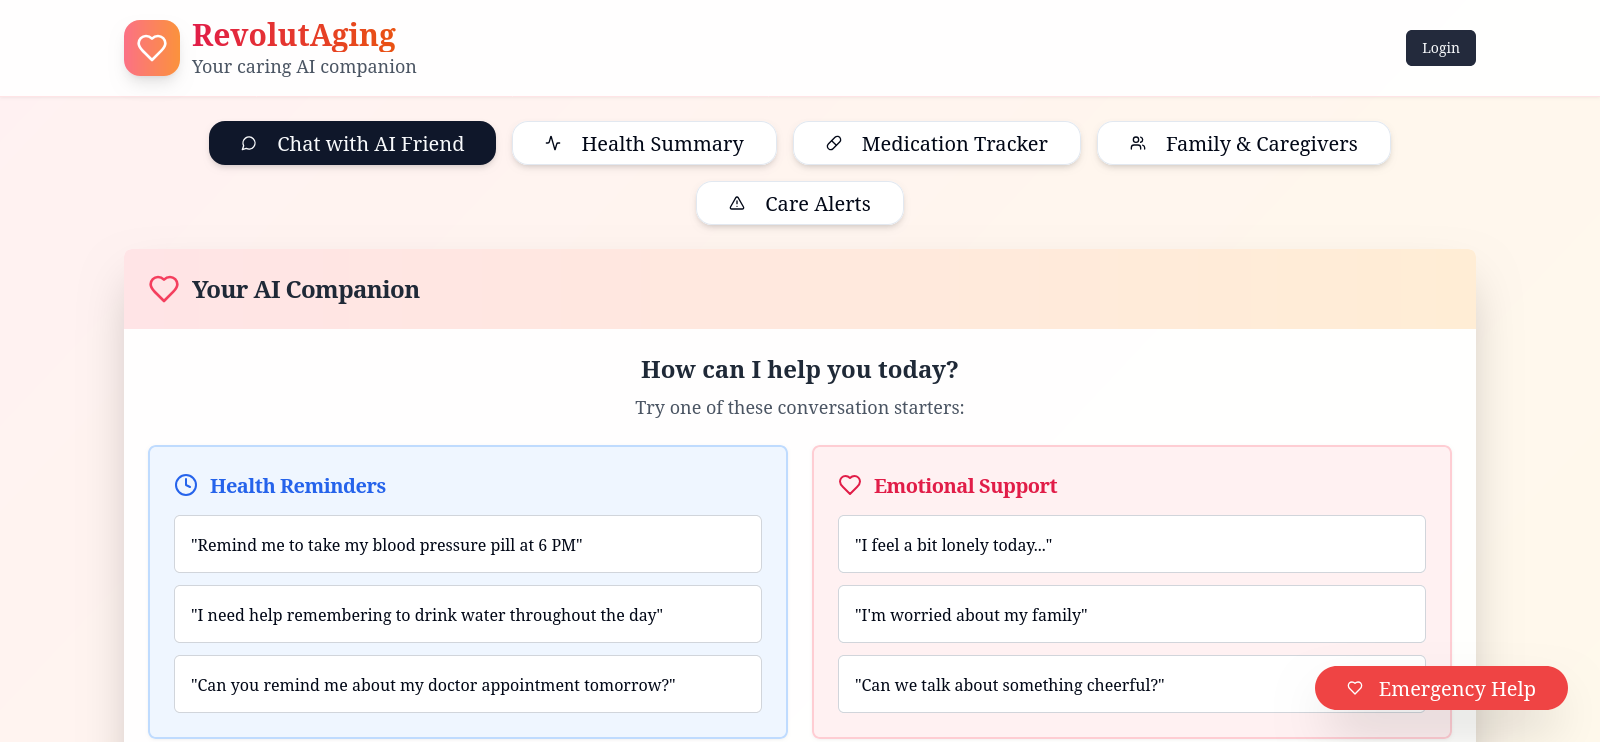 RevolutAging
Your caring AI companion
Login
Chat with AI Friend
Health Summary
Medication Tracker
Family & Caregivers
Care Alerts
Your AI Companion
How can I help you today?
Try one of these conversation starters:
Health Reminders
"Remind me to take my blood pressure pill at 6 PM"
"I need help remembering to drink water throughout the day"
"Can you remind me about my doctor appointment tomorrow?"
Emotional Support
"I feel a bit lonely today..."
"I'm worried about my family"
"Can we talk about something cheerful?"
Emergency Help